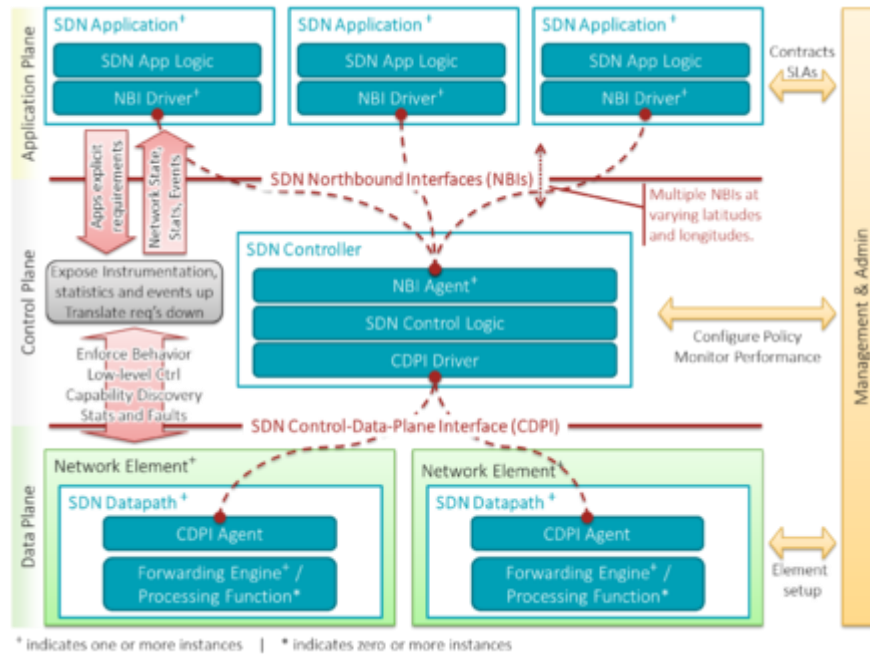 Application Plane
SDN Application⁺
SDN App Logic
NBI Driver⁺
SDN Application⁺
SDN App Logic
NBI Driver⁺
SDN Application⁺
SDN App Logic
NBI Driver⁺
Contracts
SLAs
Apps explicit
requirements
Network State,
Stats, Events
SDN Northbound Interfaces (NBIs)
Multiple NBIs at
varying latitudes
and longitudes.
Control Plane
Expose Instrumentation,
statistics and events up
Translate req's down
SDN Controller
NBI Agent⁺
SDN Control Logic
CDPI Driver
Configure Policy
Monitor Performance
Management & Admin
Enforce Behavior
Low-level Ctrl
Capability Discovery
Stats and Faults
SDN Control-Data-Plane Interface (CDPI)
Data Plane
Network Element⁺
SDN Datapath⁺
CDPI Agent
Forwarding Engine⁺ /
Processing Function*
Network Element⁺
SDN Datapath⁺
CDPI Agent
Forwarding Engine⁺ /
Processing Function*
Element
setup
⁺ indicates one or more instances | * indicates zero or more instances